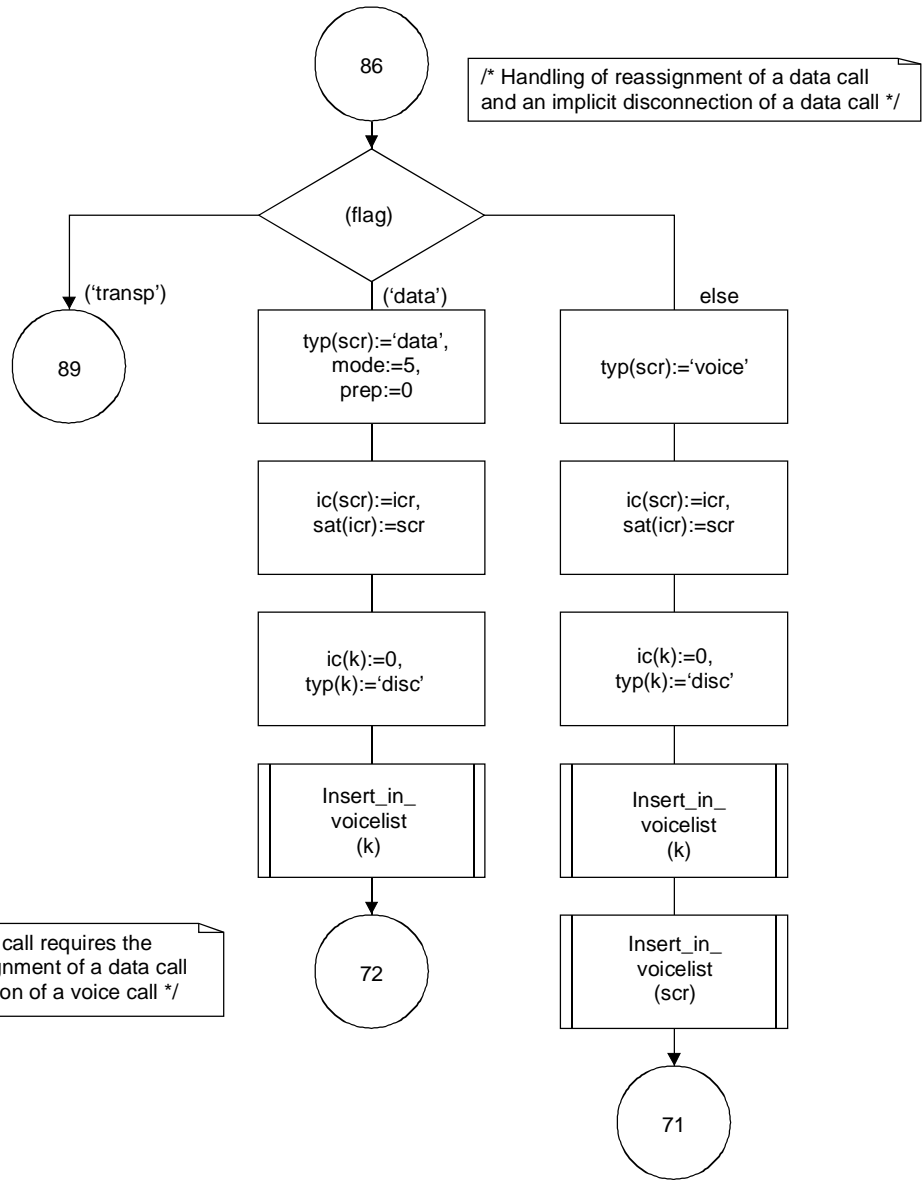 86
/* Handling of reassignment of a data call
and an implicit disconnection of a data call */
(flag)
(‘transp’)
(‘data’)
else
89
typ(scr):=‘data’,
mode:=5,
prep:=0
typ(scr):=‘voice’
ic(scr):=icr,
sat(icr):=scr
ic(scr):=icr,
sat(icr):=scr
ic(k):=0,
typ(k):=‘disc’
ic(k):=0,
typ(k):=‘disc’
Insert_in_
voicelist
(k)
Insert_in_
voicelist
(k)
call requires the
of a data call
of a voice call */
72
Insert_in_
voicelist
(scr)
71